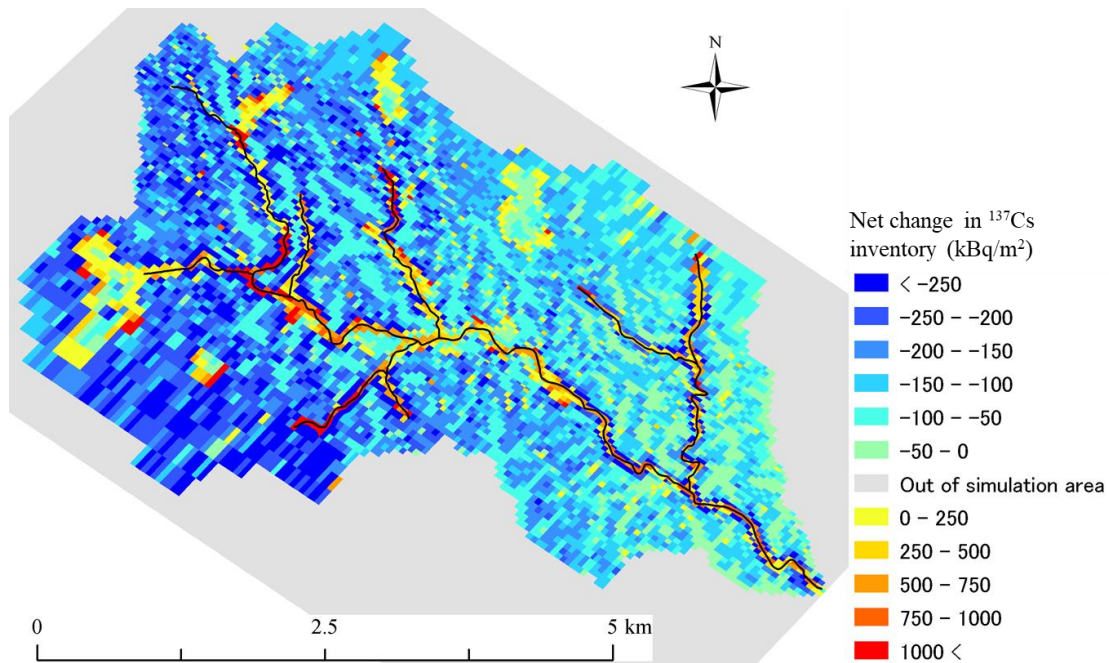 N
Net change in ¹³⁷Cs
inventory (kBq/m²)
< -250
-250 - -200
-200 - -150
-150 - -100
-100 - -50
-50 - 0
Out of simulation area
0 - 250
250 - 500
500 - 750
750 - 1000
1000 <
0 2.5 5 km